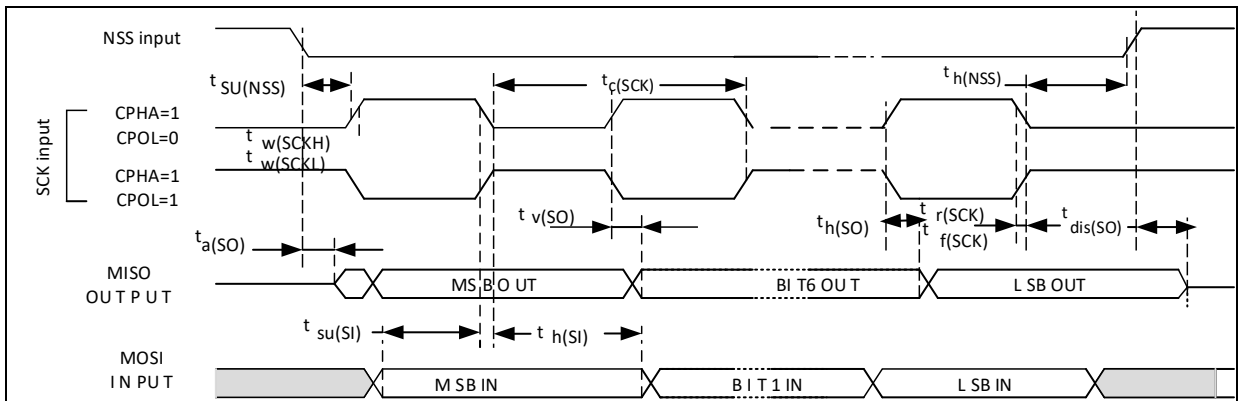 NSS input
t SU(NSS)
t c(SCK)
t h(NSS)
SCK input
CPHA=1
CPOL=0
t w(SCKH)
t w(SCKL)
CPHA=1
CPOL=1
t v(SO)
t h(SO)
t r(SCK)
t f(SCK)
t dis(SO)
t a(SO)
MISO
OUTPUT
MSB OUT
BIT6 OUT
LSB OUT
t su(SI)
t h(SI)
MOSI
INPUT
MSB IN
BIT1 IN
LSB IN